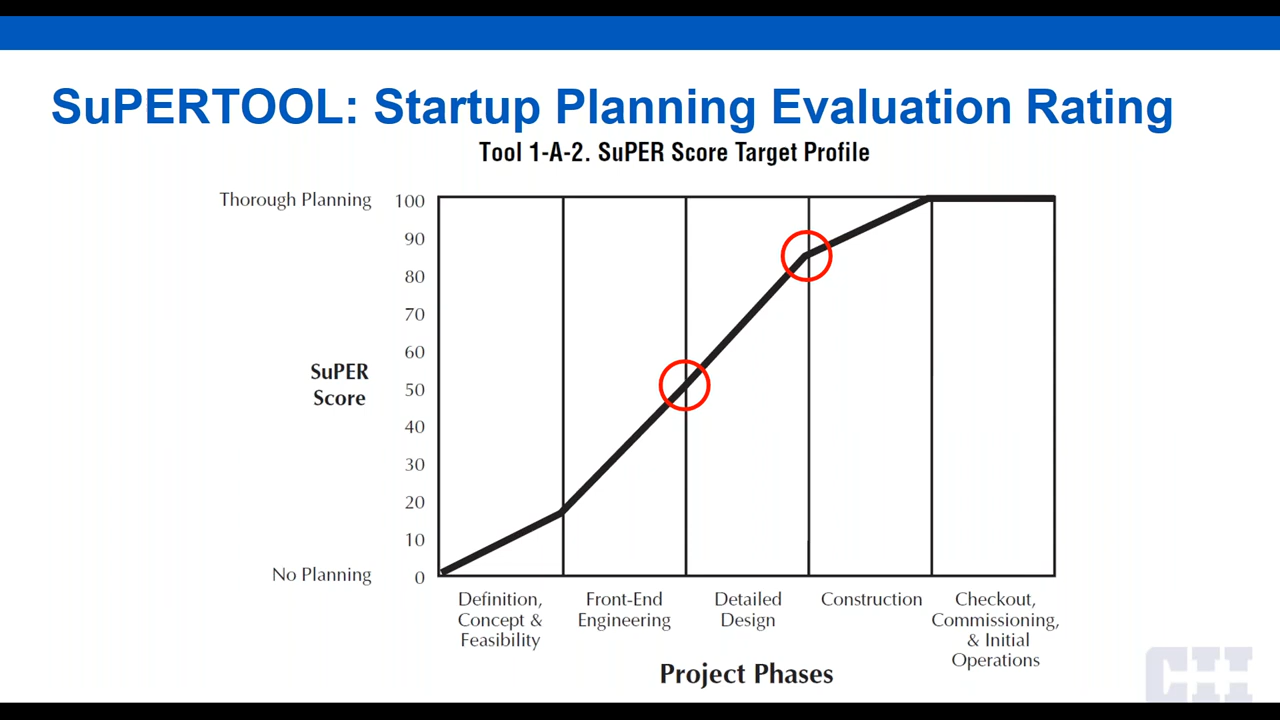 SuPERTOOL: Startup Planning Evaluation Rating
Tool 1-A-2. SuPER Score Target Profile
Thorough Planning
100
90
80
70
60
50
40
30
20
10
0
SuPER
Score
No Planning
Definition,
Concept &
Feasibility
Front-End
Engineering
Detailed
Design
Construction
Checkout,
Commissioning,
& Initial
Operations
Project Phases
CII